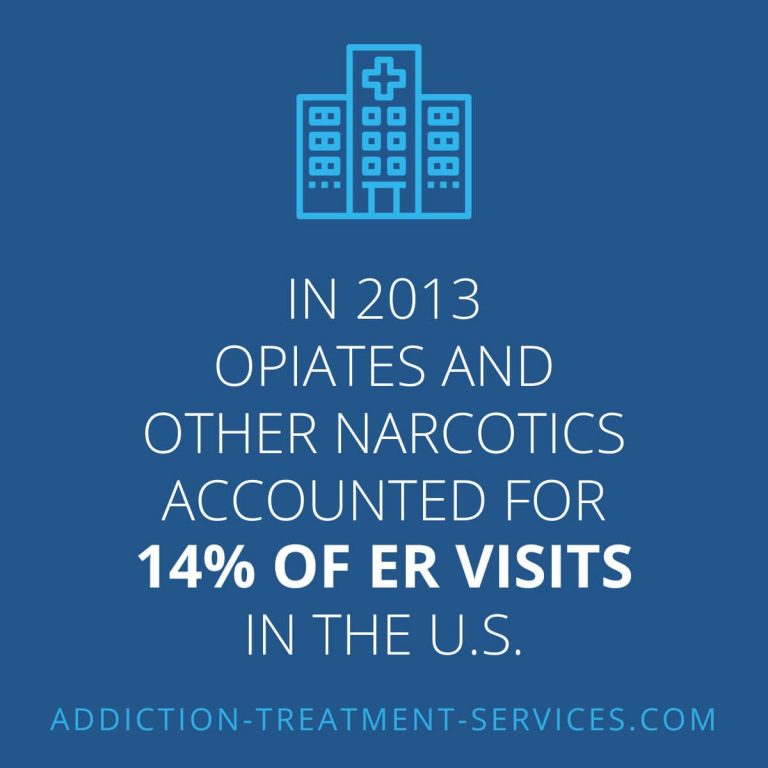 IN 2013
OPIATES AND
OTHER NARCOTICS
ACCOUNTED FOR
14% OF ER VISITS
IN THE U.S.
ADDICTION-TREATMENT-SERVICES.COM